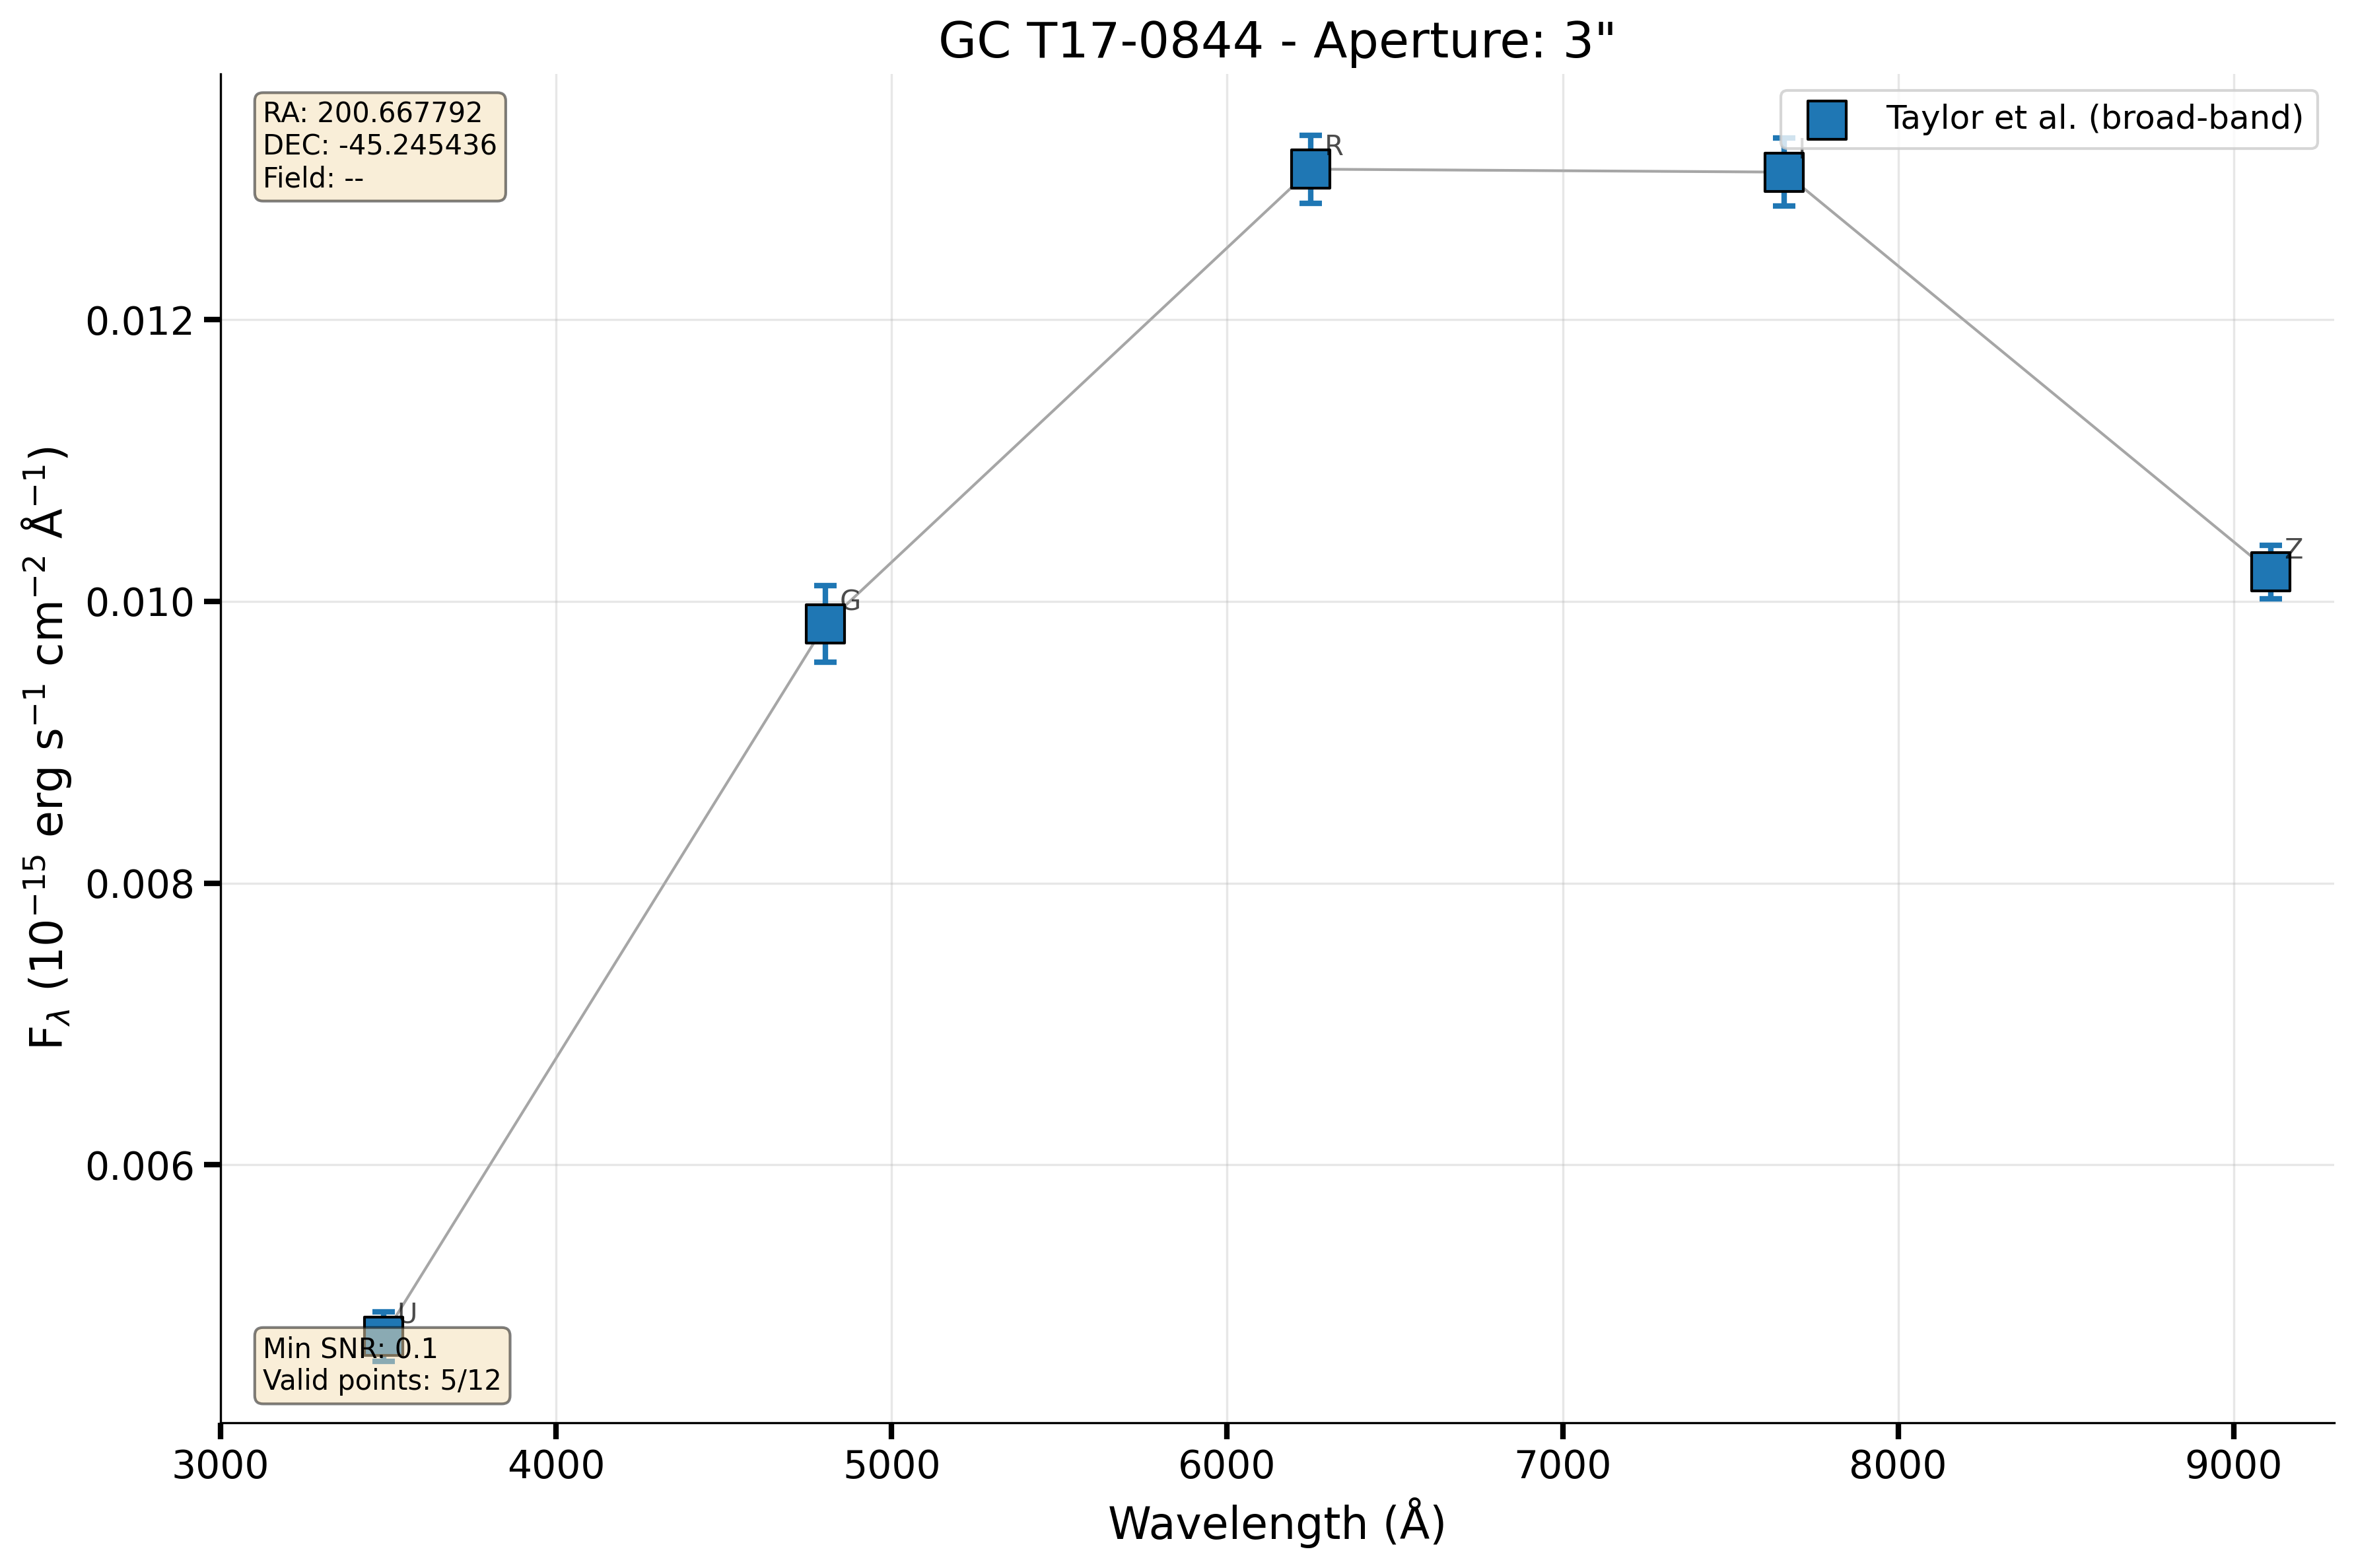 GC T17-0844 - Aperture: 3"
RA: 200.667792
DEC: -45.245436
Field: --
Taylor et al. (broad-band)
R
I
G
Z
U
0.012
0.010
0.008
0.006
F_λ (10⁻¹⁵ erg s⁻¹ cm⁻² Å⁻¹)
Min SNR: 0.1
Valid points: 5/12
3000 4000 5000 6000 7000 8000 9000
Wavelength (Å)